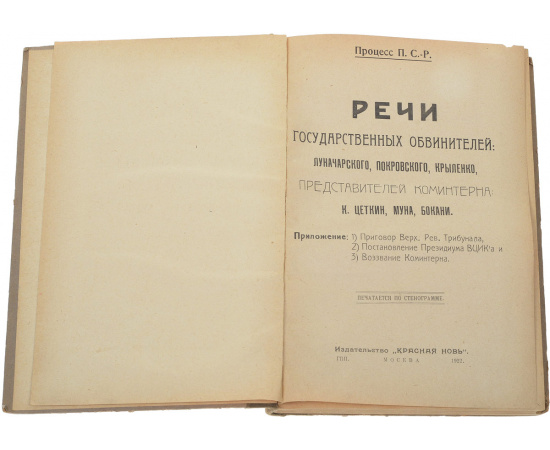 Процесс П. С.-Р.
РЕЧИ
ГОСУДАРСТВЕННЫХ ОБВИНИТЕЛЕЙ:
ЛУНАЧАРСКОГО, ПОКРОВСКОГО, КРЫЛЕНКО,
ПРЕДСТАВИТЕЛЕЙ КОМИНТЕРНА:
К. ЦЕТКИН, МУНА, БОКАНИ.
Приложение: 1) Приговор Верх. Рев. Трибунала,
2) Постановление Президиума ВЦИК'а и
3) Воззвание Коминтерна.
ПЕЧАТАЕТСЯ ПО СТЕНОГРАММЕ.
Издательство „КРАСНАЯ НОВЬ“.
ГПП. МОСКВА 1922.